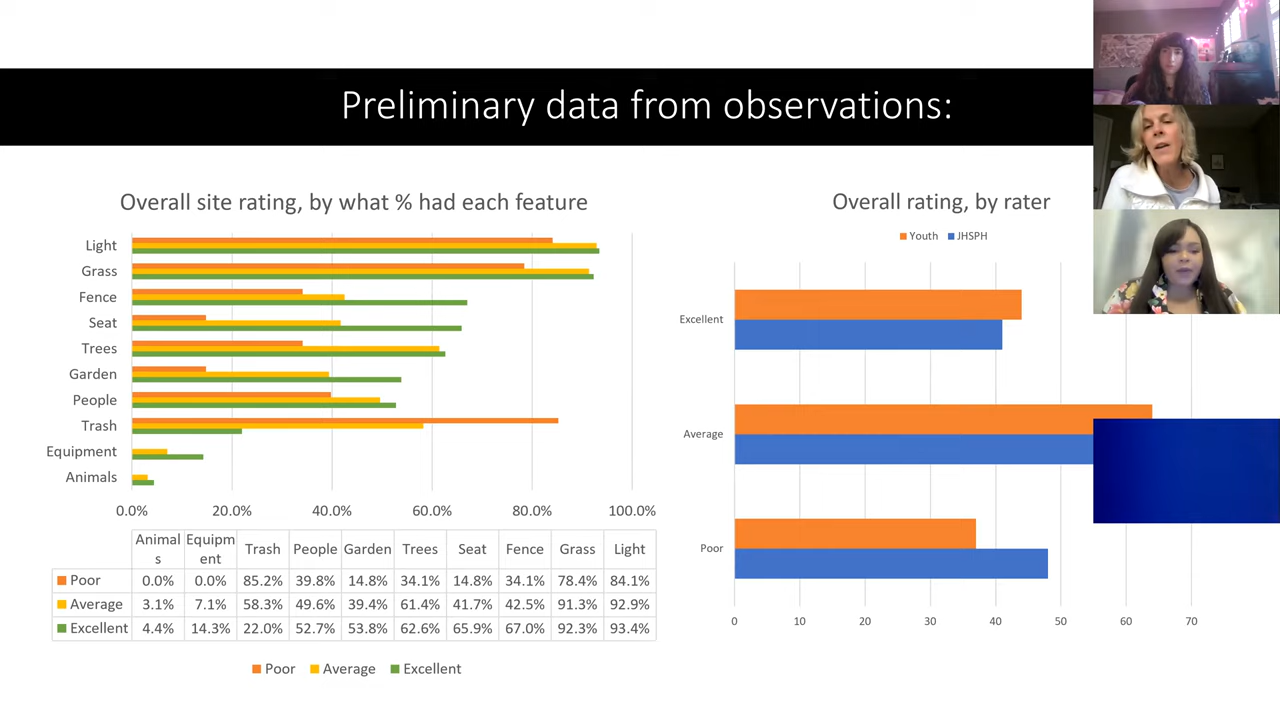 Preliminary data from observations:
Overall site rating, by what % had each feature
Light
Grass
Fence
Seat
Trees
Garden
People
Trash
Equipment
Animals
0.0% 20.0% 40.0% 60.0% 80.0% 100.0%
Animal
s
Equipm
ent
Trash People Garden Trees Seat Fence Grass Light
Poor 0.0% 0.0% 85.2% 39.8% 14.8% 34.1% 14.8% 34.1% 78.4% 84.1%
Average 3.1% 7.1% 58.3% 49.6% 39.4% 61.4% 41.7% 42.5% 91.3% 92.9%
Excellent 4.4% 14.3% 22.0% 52.7% 53.8% 62.6% 65.9% 67.0% 92.3% 93.4%
Poor Average Excellent
Overall rating, by rater
Youth JHSPH
Excellent
Average
Poor
0 10 20 30 40 50 60 70